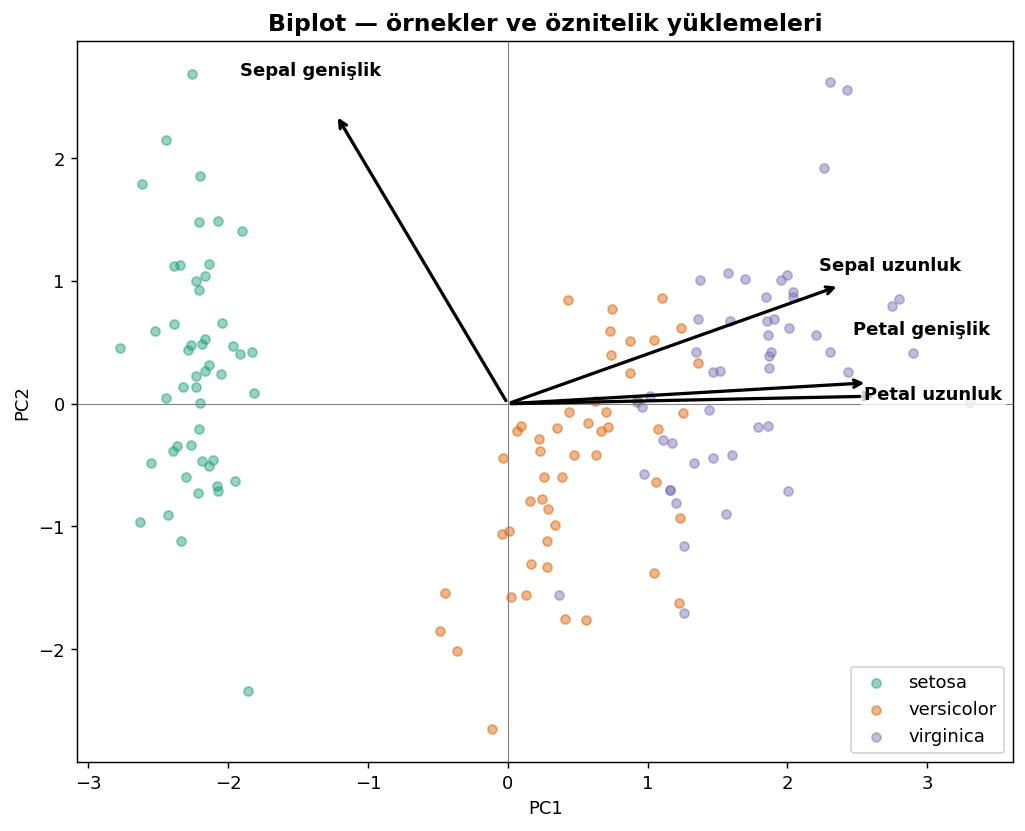 Biplot — örnekler ve öznitelik yüklemeleri
Sepal genişlik
Sepal uzunluk
Petal genişlik
Petal uzunluk
PC2
2
1
0
−1
−2
setosa
versicolor
virginica
−3
−2
−1
0
1
2
3
PC1